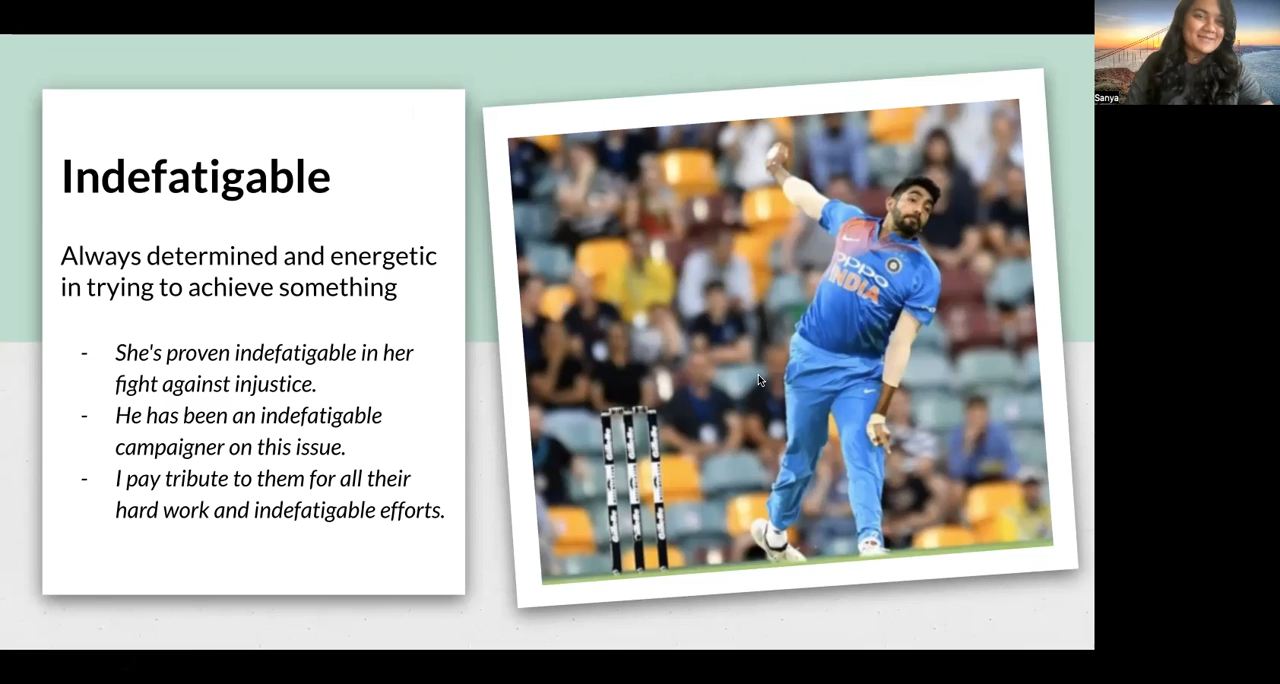 Indefatigable
Always determined and energetic
in trying to achieve something
- She's proven indefatigable in her
fight against injustice.
- He has been an indefatigable
campaigner on this issue.
- I pay tribute to them for all their
hard work and indefatigable efforts.
oppo
INDIA
Sanya